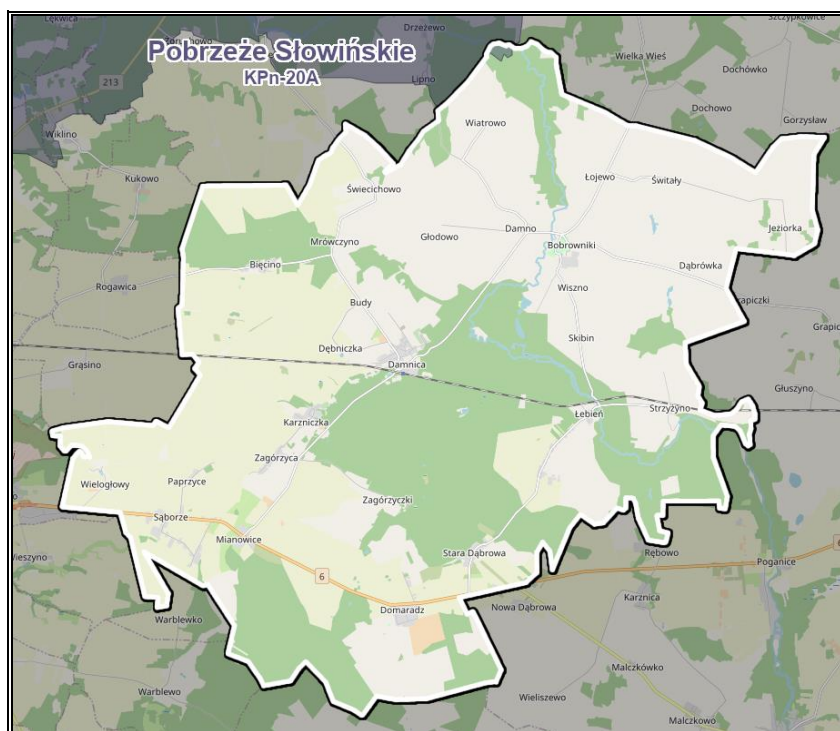 Lękwica
Drzeżewo
Szczypkowice
Pobrzeże Słowińskie
Wielka Wieś
Dochówko
213
KPn-20A
Lipno
Dochowo
Gorzysław
Wiklino
Wiatrowo
Kukowo
Świecichowo
Łojewo
Świtały
Głodowo
Damno
Jeziorka
Mrówczyno
Bobrowniki
Bięcino
Dąbrówka
Rogawica
Wiszno
Budy
Skibin
Dębniczka
Grąsino
Damnica
Głuszyno
Karzniczka
Łebień
Strzyżyno
Zagórzyca
Wielogłowy
Paprzyce
Zagórzyczki
Sąborze
Mianowice
Stara Dąbrowa
Rębowo
Poganice
6
Karznica
Domaradz
Nowa Dąbrowa
Warblewko
Malczkówko
Warblewo
Wieliszewo
Malczkowo